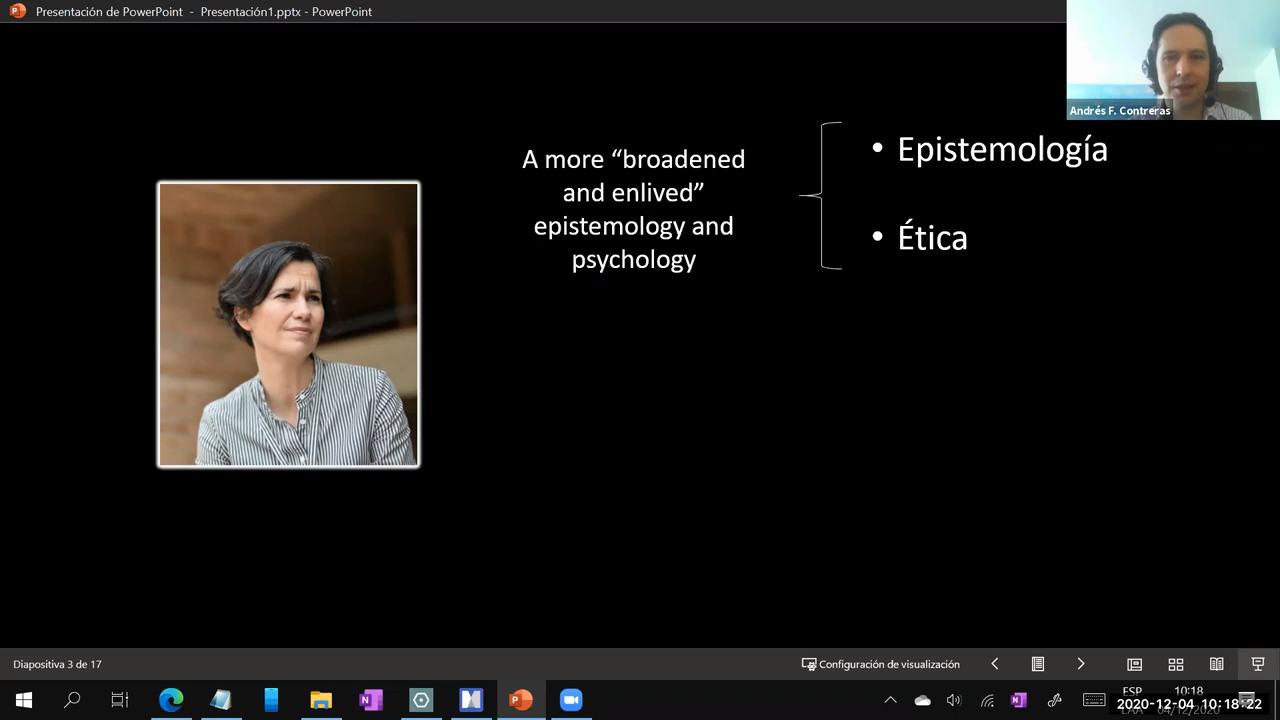 Presentación de PowerPoint - Presentación1.pptx - PowerPoint
Andrés F. Contreras
A more “broadened
and enlived”
epistemology and
psychology
• Epistemología
• Ética
Diapositiva 3 de 17
Configuración de visualización
ESP
10:18
2020-12-04 10:18:22